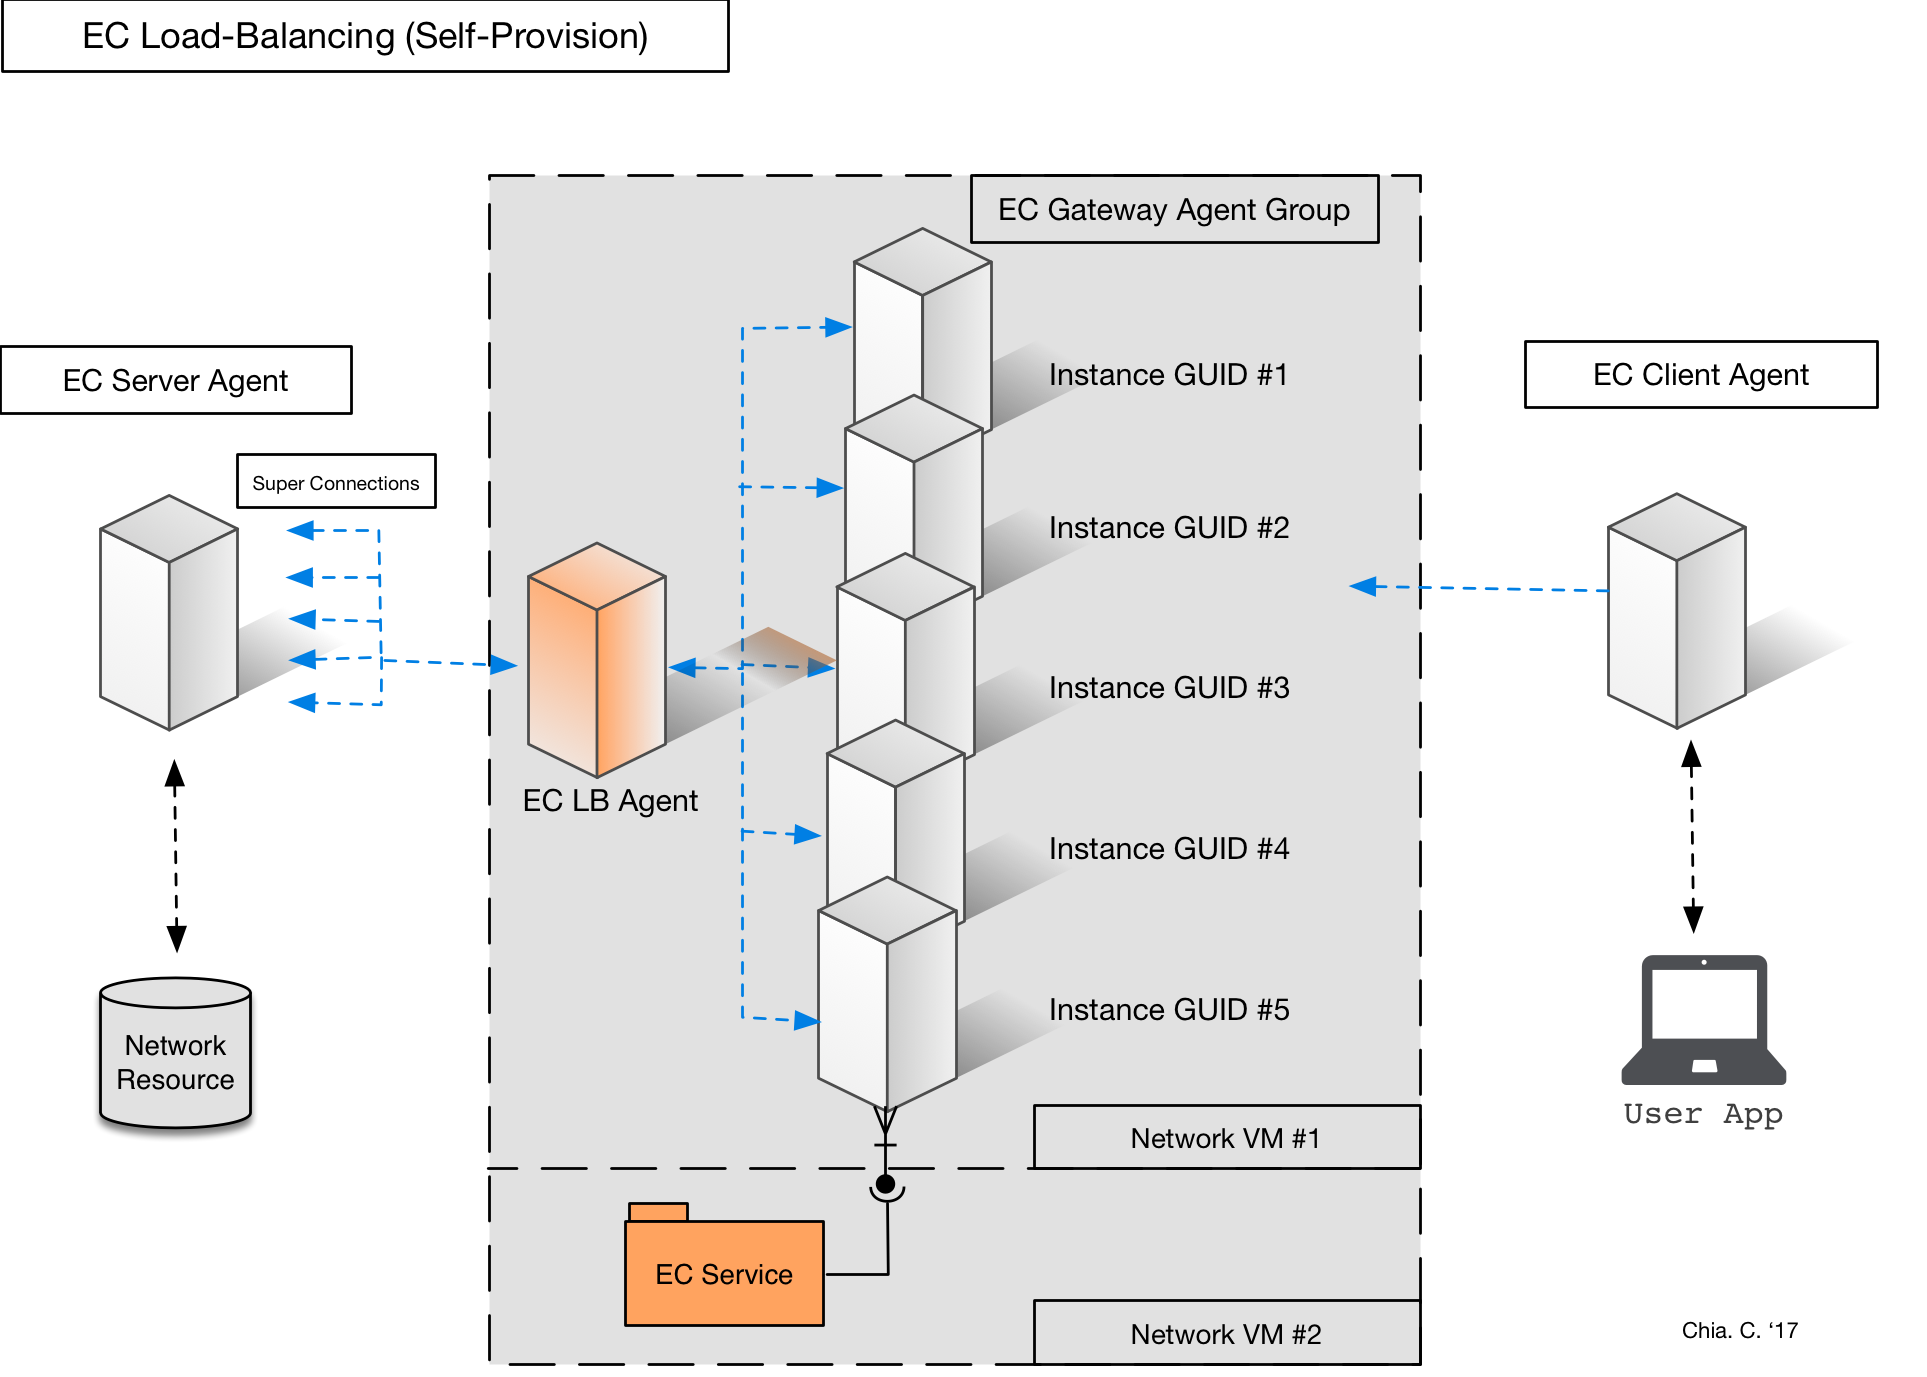 EC Load-Balancing (Self-Provision)
EC Gateway Agent Group
EC Server Agent
EC Client Agent
Super Connections
Instance GUID #1
Instance GUID #2
Instance GUID #3
Instance GUID #4
Instance GUID #5
EC LB Agent
Network
Resource
User App
Network VM #1
EC Service
Network VM #2
Chia. C. ‘17